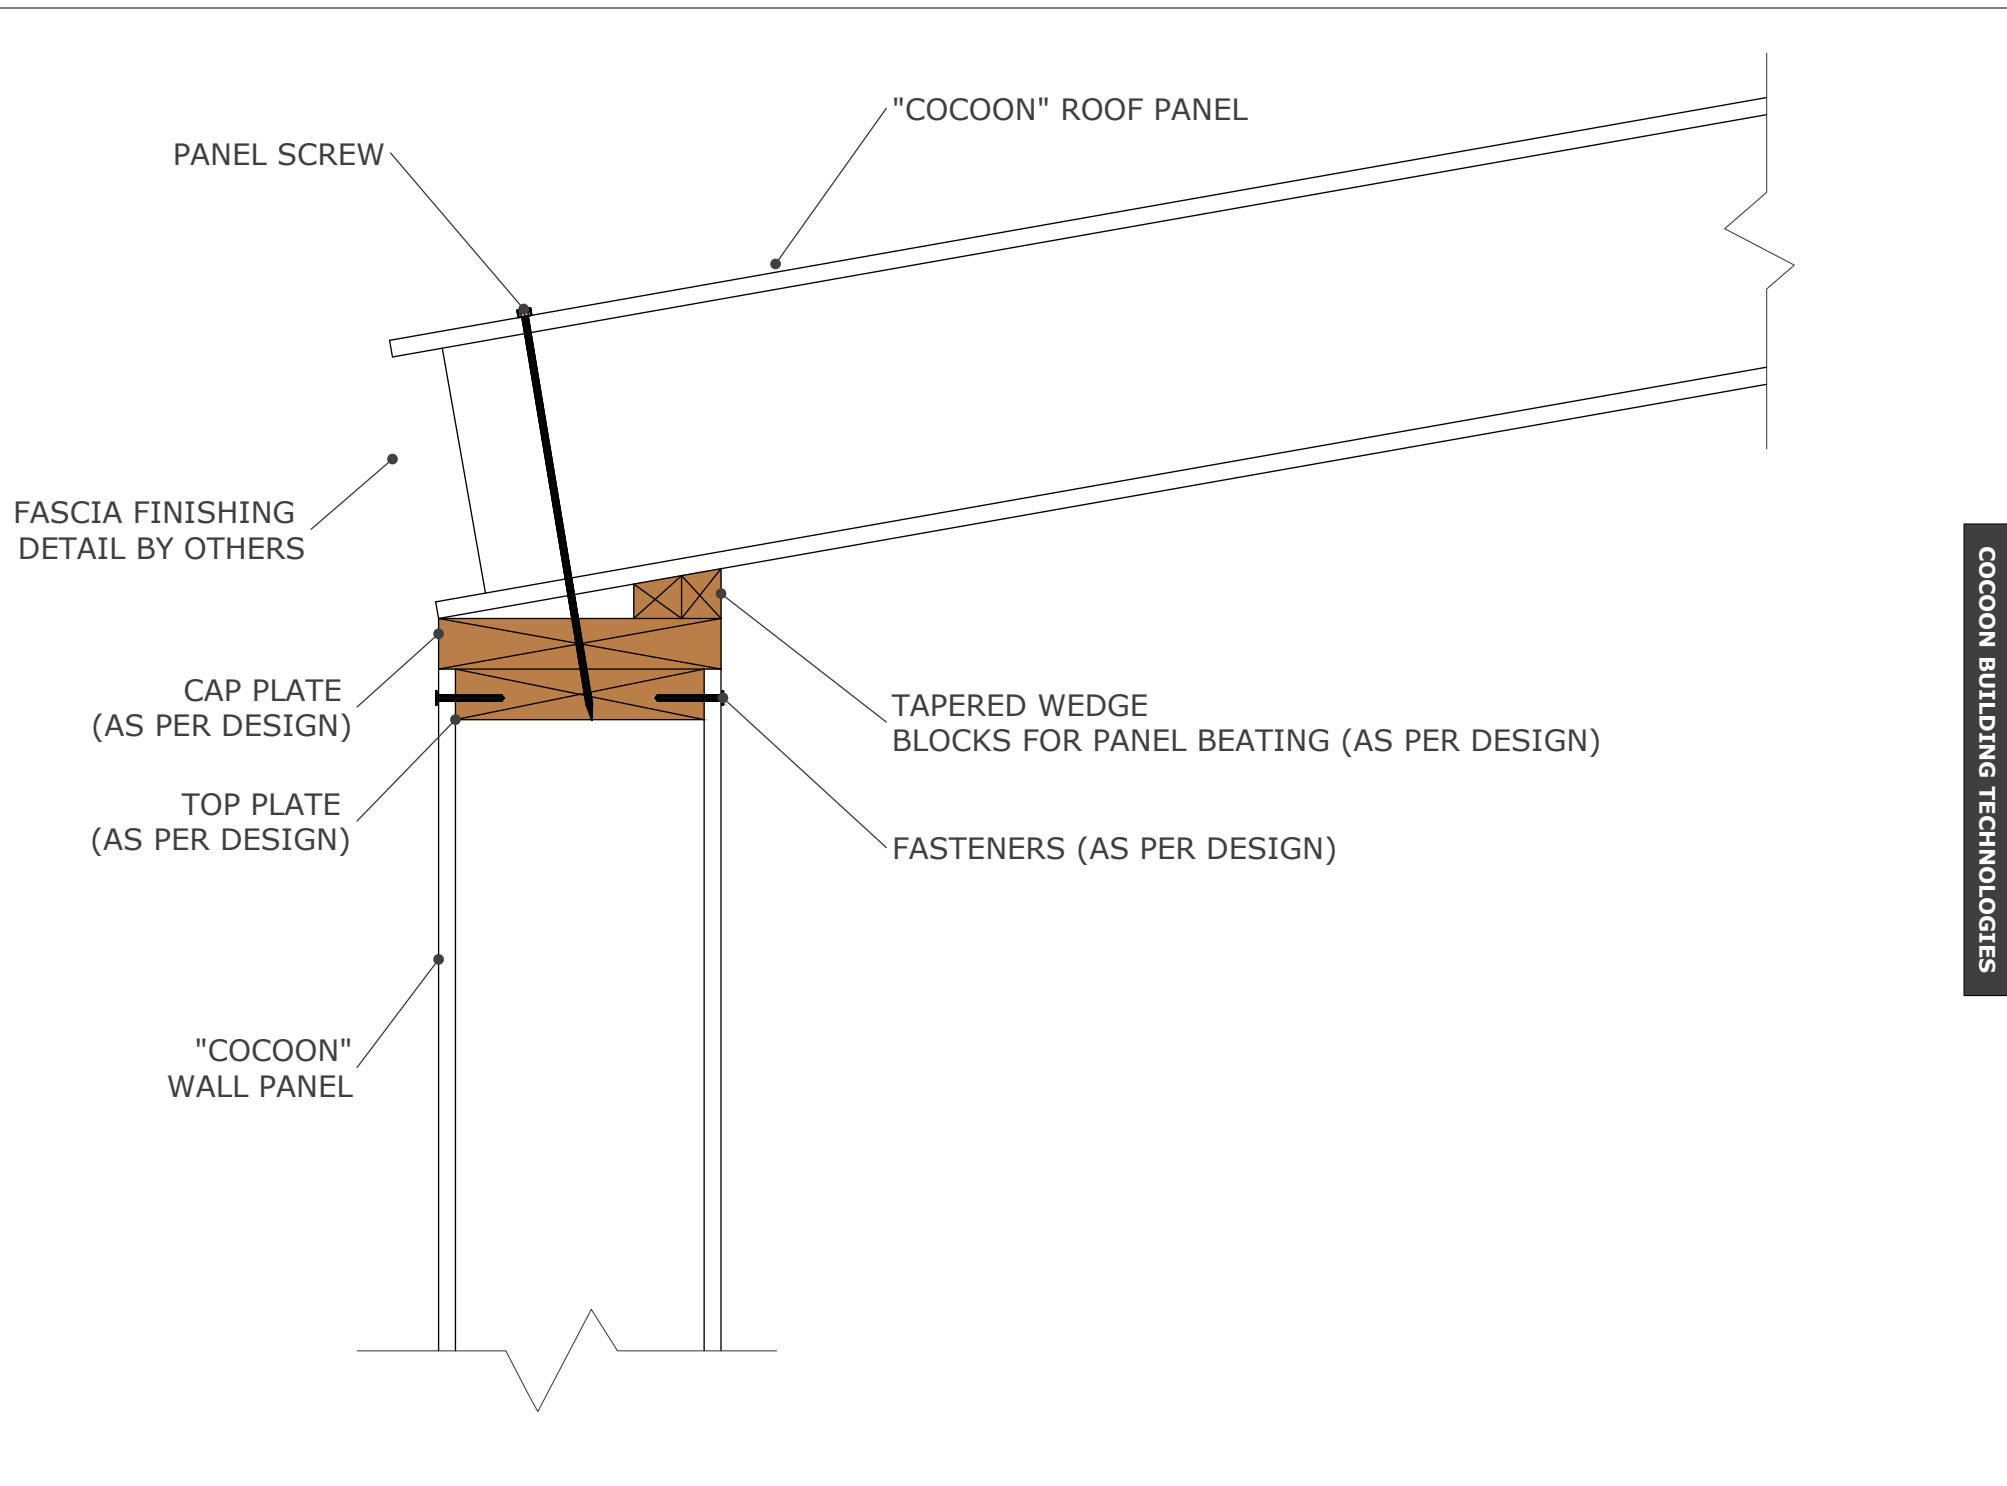 "COCOON" ROOF PANEL
PANEL SCREW
FASCIA FINISHING
DETAIL BY OTHERS
CAP PLATE
(AS PER DESIGN)
TOP PLATE
(AS PER DESIGN)
"COCOON"
WALL PANEL
TAPERED WEDGE
BLOCKS FOR PANEL BEATING (AS PER DESIGN)
FASTENERS (AS PER DESIGN)
COCOON BUILDING TECHNOLOGIES